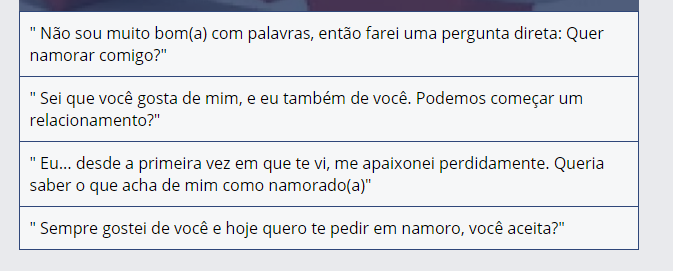 " Não sou muito bom(a) com palavras, então farei uma pergunta direta: Quer
namorar comigo?"
" Sei que você gosta de mim, e eu também de você. Podemos começar um
relacionamento?"
" Eu... desde a primeira vez em que te vi, me apaixonei perdidamente. Queria
saber o que acha de mim como namorado(a)"
" Sempre gostei de você e hoje quero te pedir em namoro, você aceita?"